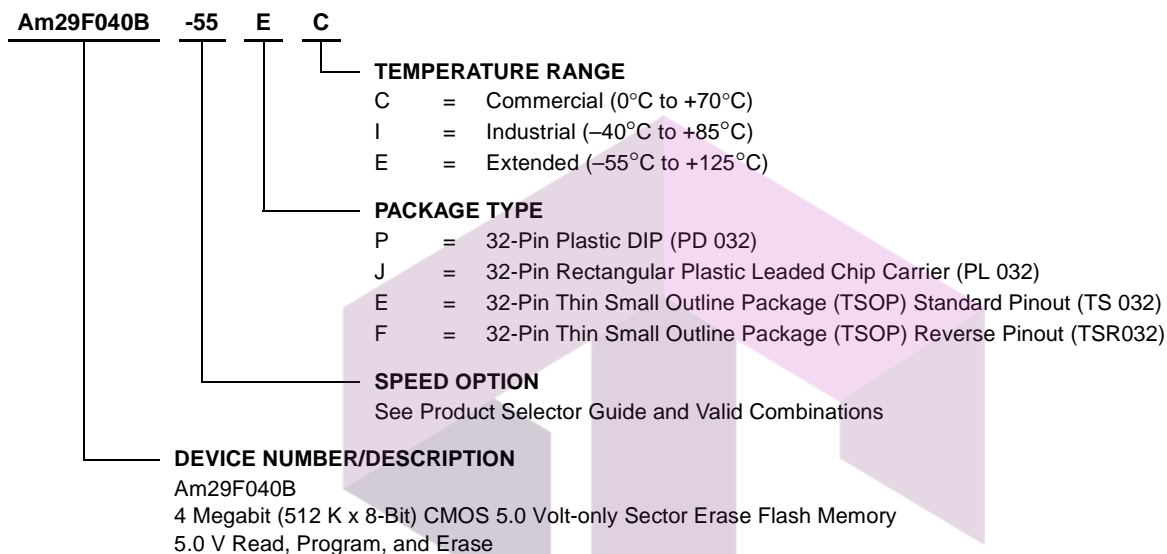 Am29F040B -55 E C
TEMPERATURE RANGE
C = Commercial (0°C to +70°C)
I = Industrial (–40°C to +85°C)
E = Extended (–55°C to +125°C)
PACKAGE TYPE
P = 32-Pin Plastic DIP (PD 032)
J = 32-Pin Rectangular Plastic Leaded Chip Carrier (PL 032)
E = 32-Pin Thin Small Outline Package (TSOP) Standard Pinout (TS 032)
F = 32-Pin Thin Small Outline Package (TSOP) Reverse Pinout (TSR032)
SPEED OPTION
See Product Selector Guide and Valid Combinations
DEVICE NUMBER/DESCRIPTION
Am29F040B
4 Megabit (512 K x 8-Bit) CMOS 5.0 Volt-only Sector Erase Flash Memory
5.0 V Read, Program, and Erase